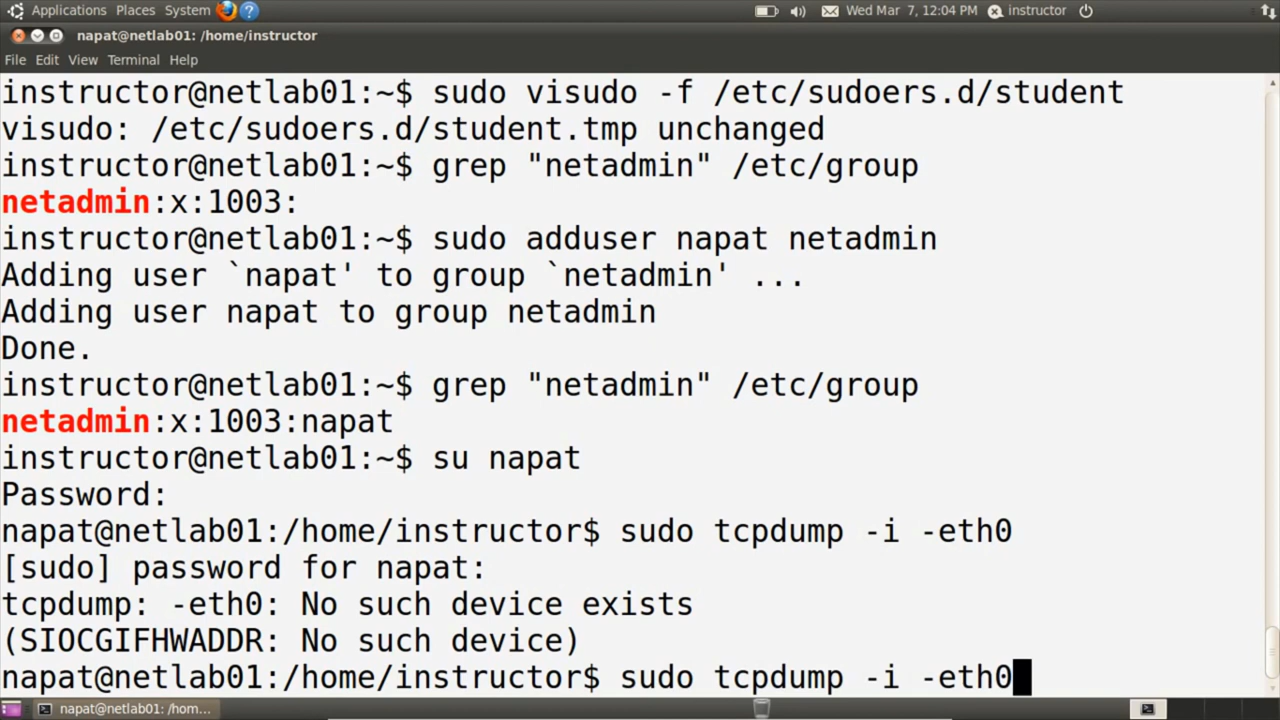 Applications Places System Wed Mar 7, 12:04 PM instructor
napat@netlab01: /home/instructor
File Edit View Terminal Help
instructor@netlab01:~$ sudo visudo -f /etc/sudoers.d/student
visudo: /etc/sudoers.d/student.tmp unchanged
instructor@netlab01:~$ grep "netadmin" /etc/group
netadmin:x:1003:
instructor@netlab01:~$ sudo adduser napat netadmin
Adding user `napat' to group `netadmin' ...
Adding user napat to group netadmin
Done.
instructor@netlab01:~$ grep "netadmin" /etc/group
netadmin:x:1003:napat
instructor@netlab01:~$ su napat
Password:
napat@netlab01:/home/instructor$ sudo tcpdump -i -eth0
[sudo] password for napat:
tcpdump: -eth0: No such device exists
(SIOCGIFHWADDR: No such device)
napat@netlab01:/home/instructor$ sudo tcpdump -i -eth0
napat@netlab01: /hom...